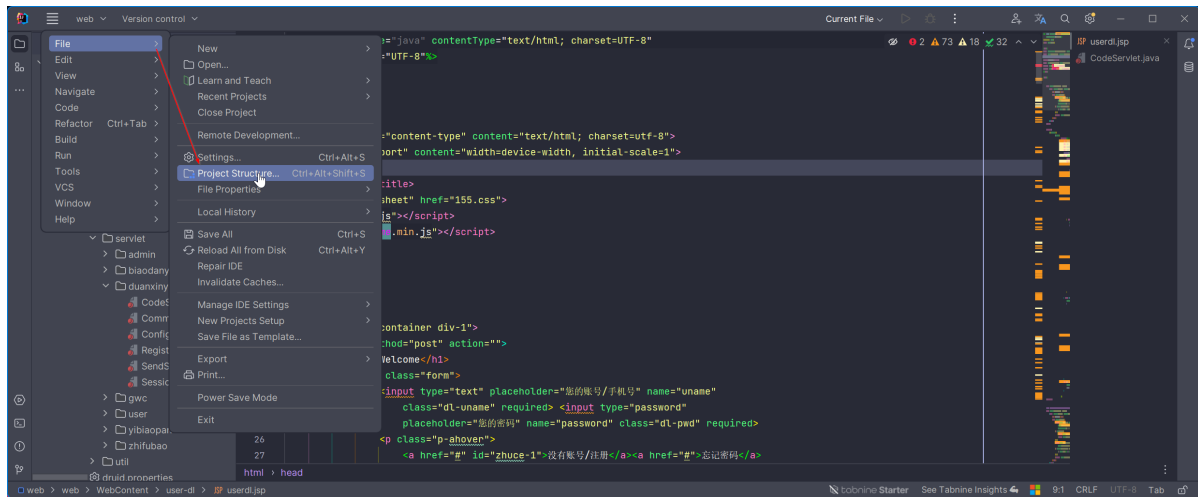 web Version control Current File
File
Edit
View
Navigate
Code
Refactor Ctrl+Tab
Build
Run
Tools
VCS
Window
Help
New
Open...
Learn and Teach
Recent Projects
Close Project
Remote Development...
Settings... Ctrl+Alt+S
Project Structure... Ctrl+Alt+Shift+S
File Properties
Local History
Save All Ctrl+S
Reload All from Disk Ctrl+Alt+Y
Repair IDE
Invalidate Caches...
Manage IDE Settings
New Projects Setup
Save File as Template...
Export
Print...
Power Save Mode
Exit
servlet
admin
biaodany
duanxiny
CodeS
Comm
Config
Regist
SendS
Sessic
gwc
user
yibiaopan
zhifubao
util
druid.properties
="java" contentType="text/html; charset=UTF-8"
="UTF-8"%>
="content-type" content="text/html; charset=utf-8">
port" content="width=device-width, initial-scale=1">
title>
sheet" href="155.css">
js"></script>
.min.js"></script>
container div-1">
thod="post" action="">
Welcome</h1>
class="form">
<input type="text" placeholder="您的账号/手机号" name="uname"
class="dl-uname" required> <input type="password"
placeholder="您的密码" name="password" class="dl-pwd" required>
26 <p class="p-ahover">
27 <a href="#" id="zhuce-1">没有账号/注册</a><a href="#">忘记密码</a>
html > head
2 73 18 32
JSP userdl.jsp
CodeServlet.java
web > web > WebContent > user-dl > JSP userdl.jsp
tabnine Starter See Tabnine Insights 9:1 CRLF UTF-8 Tab